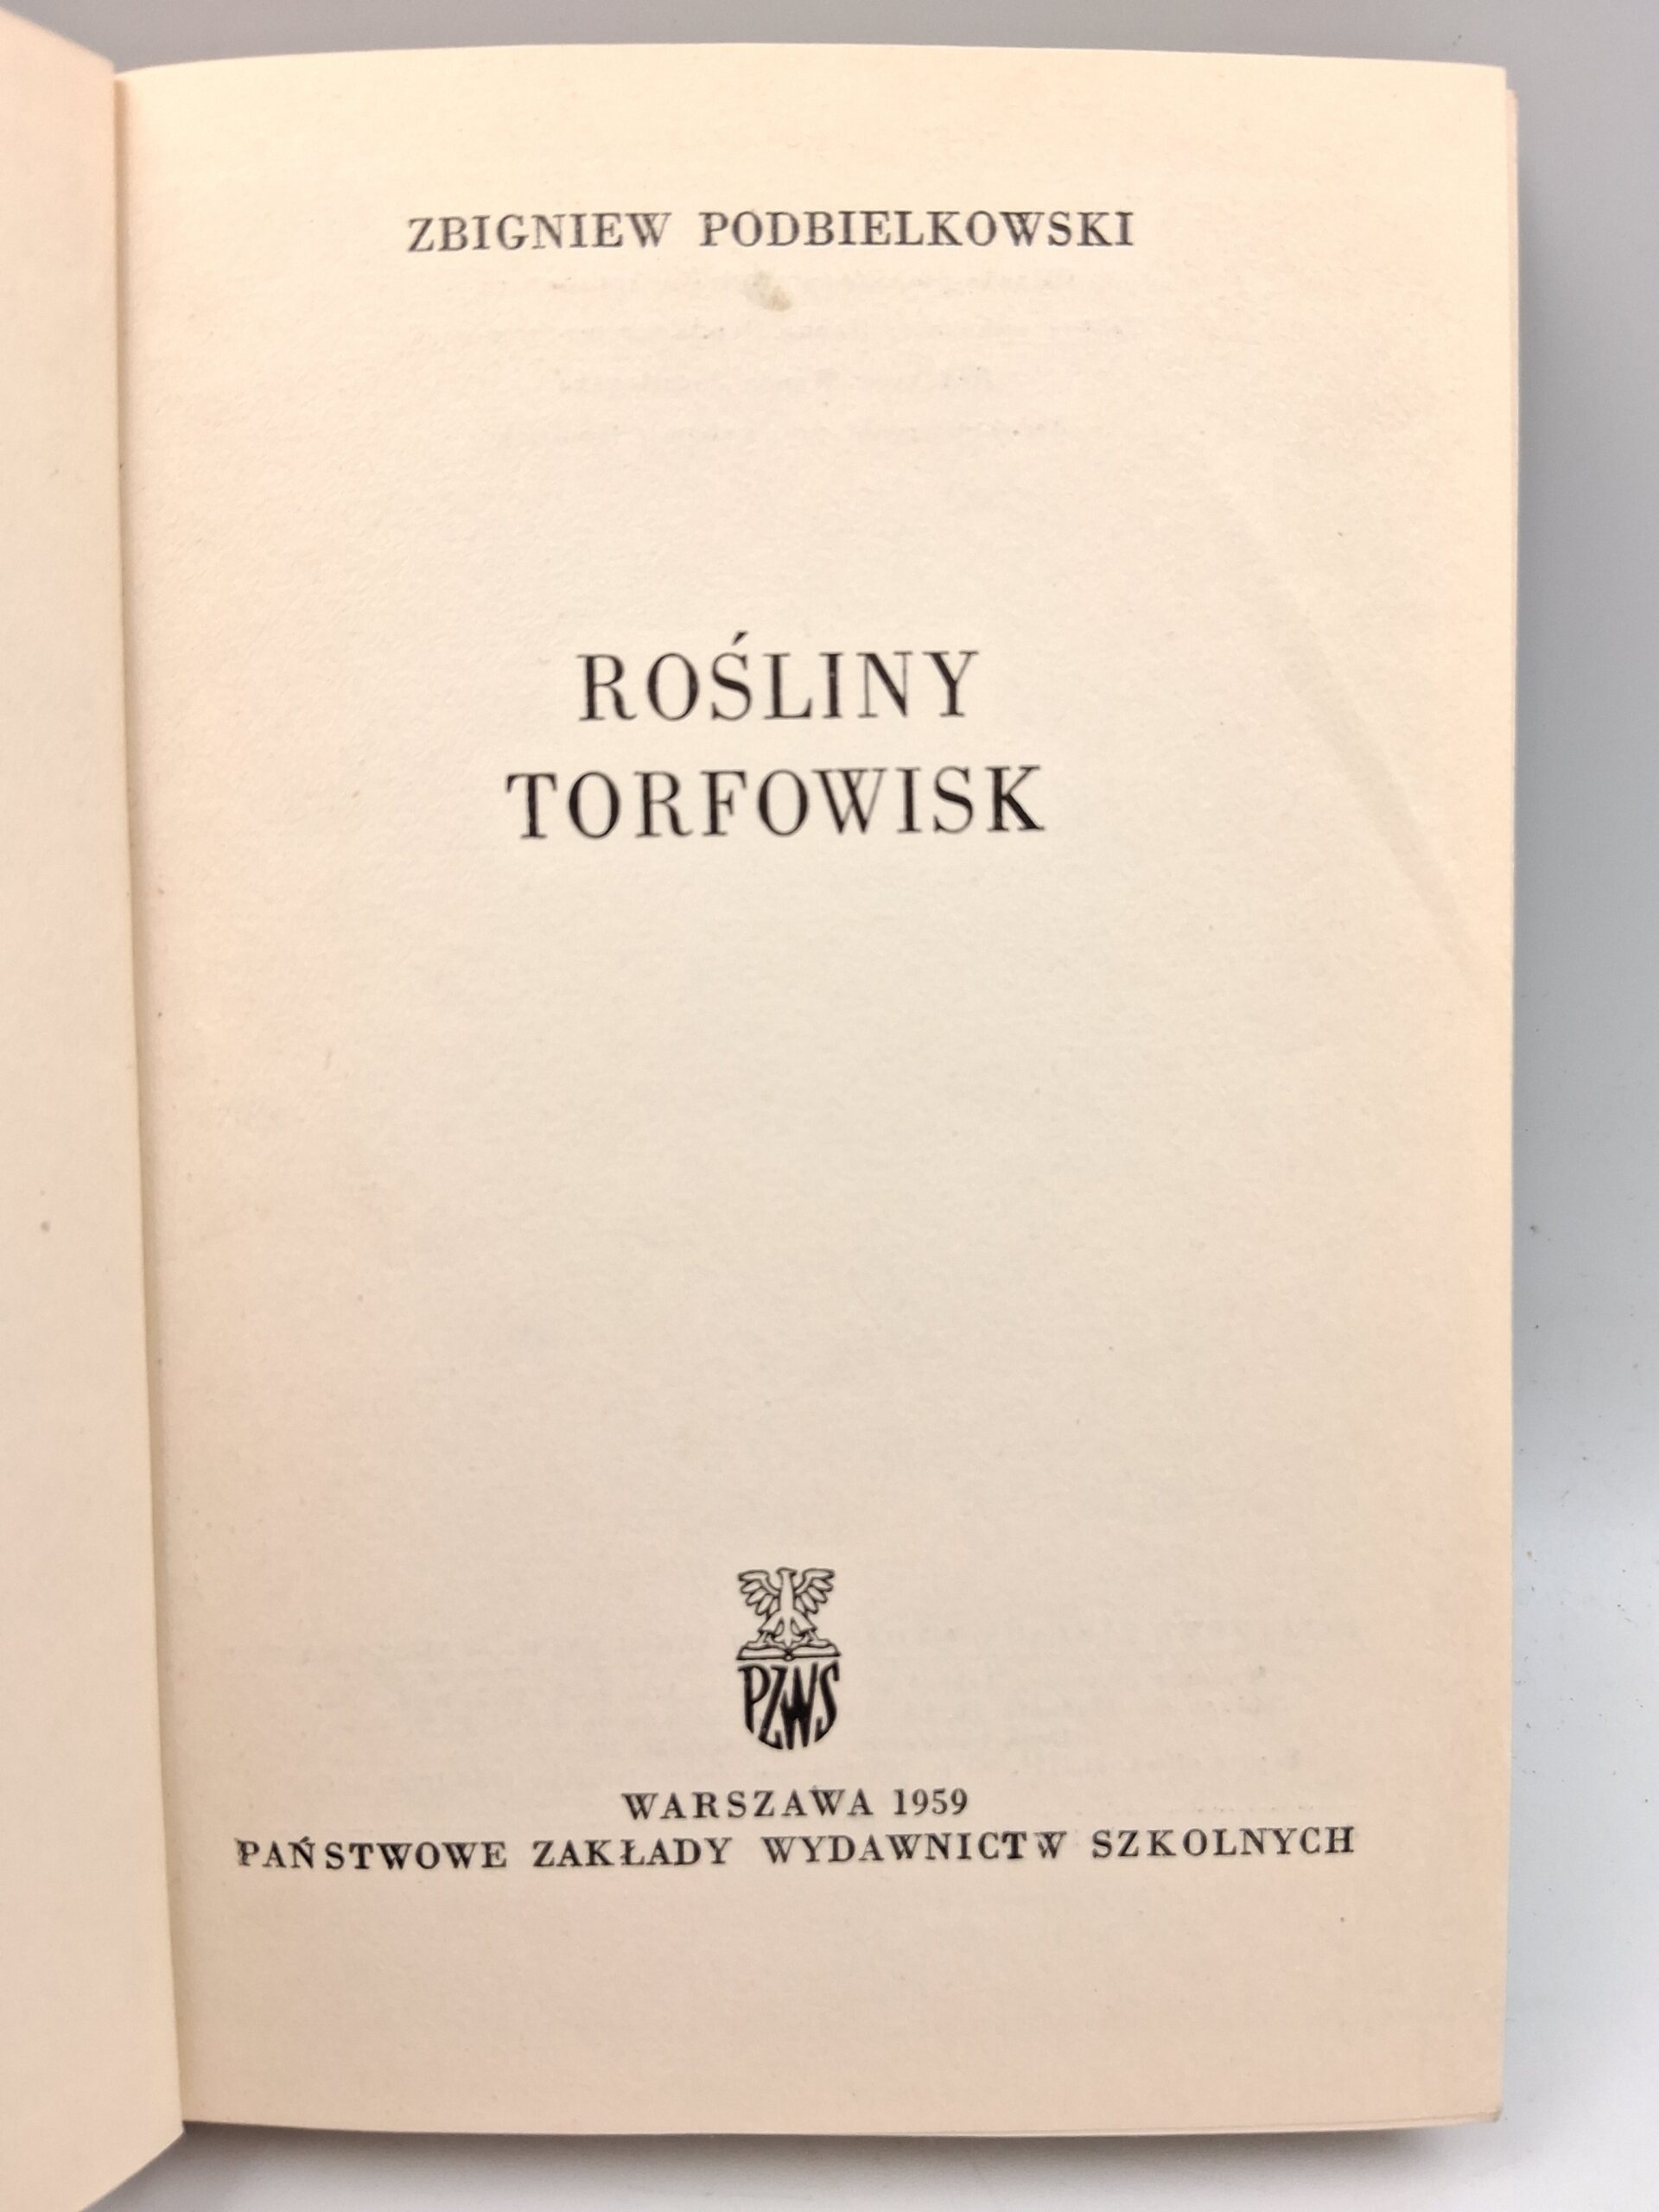 ZBIGNIEW PODBIELKOWSKI
ROŚLINY
TORFOWISK
PZWS
WARSZAWA 1959
PAŃSTWOWE ZAKŁADY WYDAWNICTW SZKOLNYCH